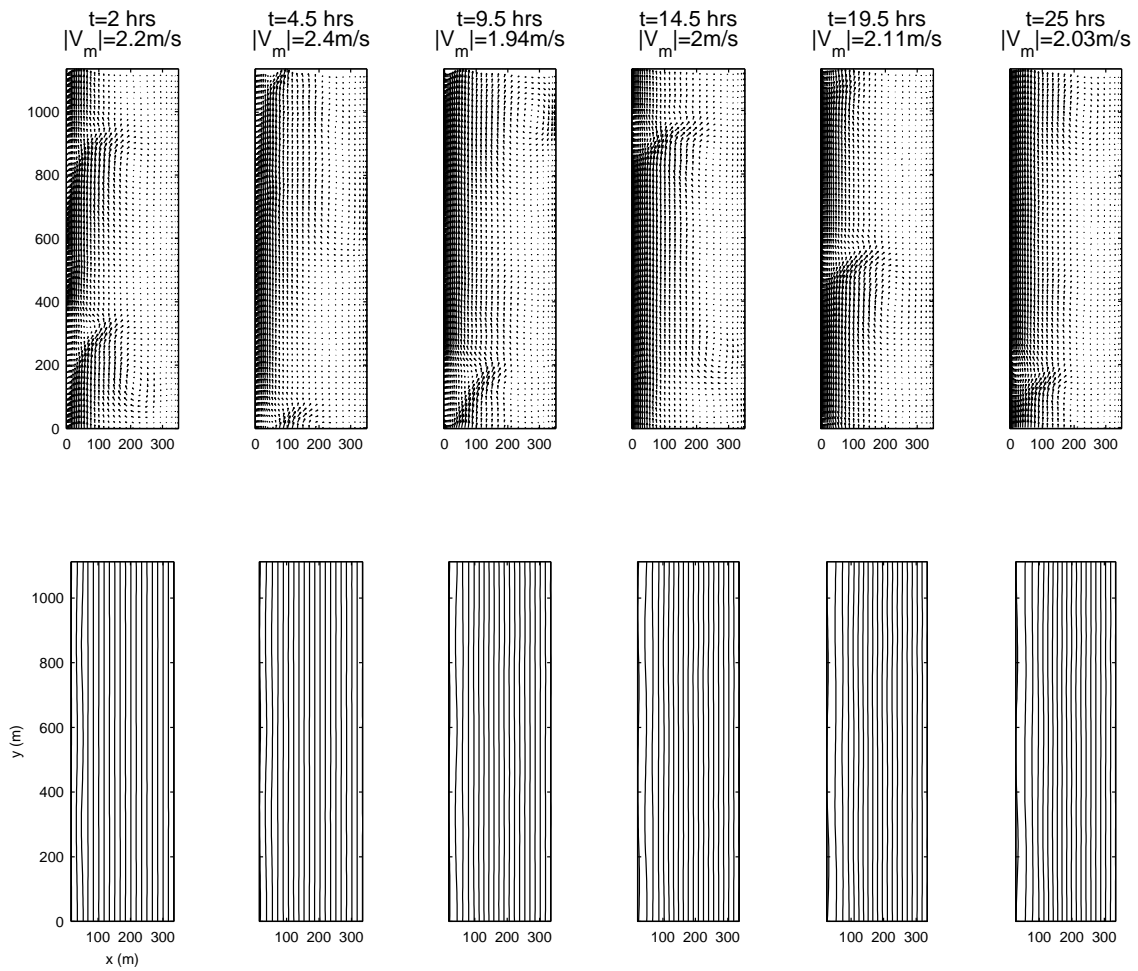 t=2 hrs t=4.5 hrs t=9.5 hrs t=14.5 hrs t=19.5 hrs t=25 hrs
|V_m|=2.2m/s |V_m|=2.4m/s |V_m|=1.94m/s |V_m|=2m/s |V_m|=2.11m/s |V_m|=2.03m/s
1000
800
600
400
200
0
0 100 200 300 0 100 200 300 0 100 200 300 0 100 200 300 0 100 200 300 0 100 200 300
1000
800
600
y (m)
400
200
0
100 200 300 100 200 300 100 200 300 100 200 300 100 200 300 100 200 300
x (m)